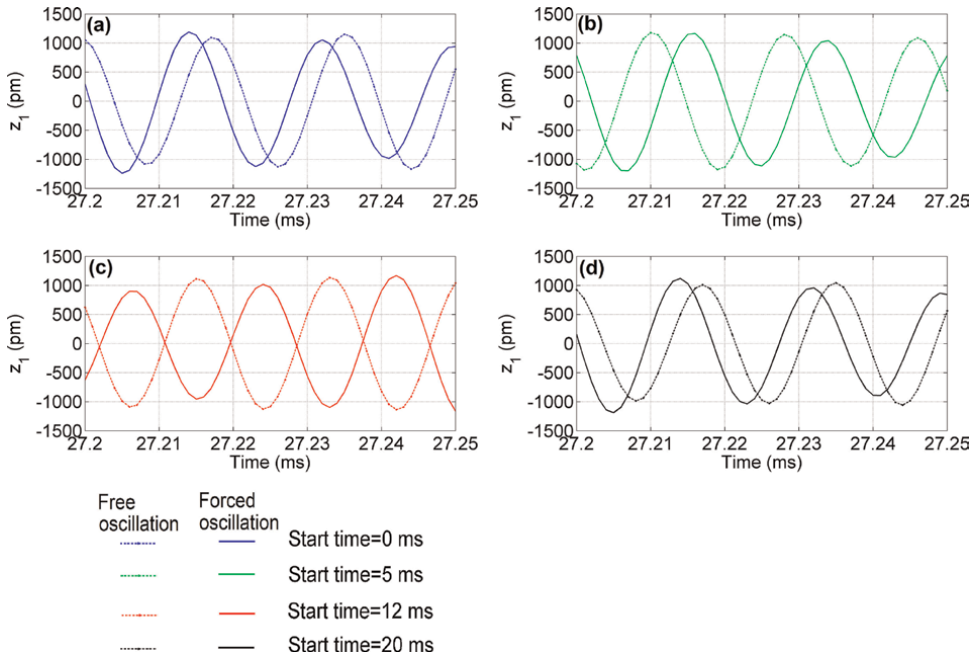 (a)
1500
1000
500
0
-500
-1000
-1500
z1 (pm)
27.2 27.21 27.22 27.23 27.24 27.25
Time (ms)
(b)
1500
1000
500
0
-500
-1000
-1500
z1 (pm)
27.2 27.21 27.22 27.23 27.24 27.25
Time (ms)
(c)
1500
1000
500
0
-500
-1000
-1500
z1 (pm)
27.2 27.21 27.22 27.23 27.24 27.25
Time (ms)
(d)
1500
1000
500
0
-500
-1000
-1500
z1 (pm)
27.2 27.21 27.22 27.23 27.24 27.25
Time (ms)
Free
oscillation
Forced
oscillation
Start time=0 ms
Start time=5 ms
Start time=12 ms
Start time=20 ms